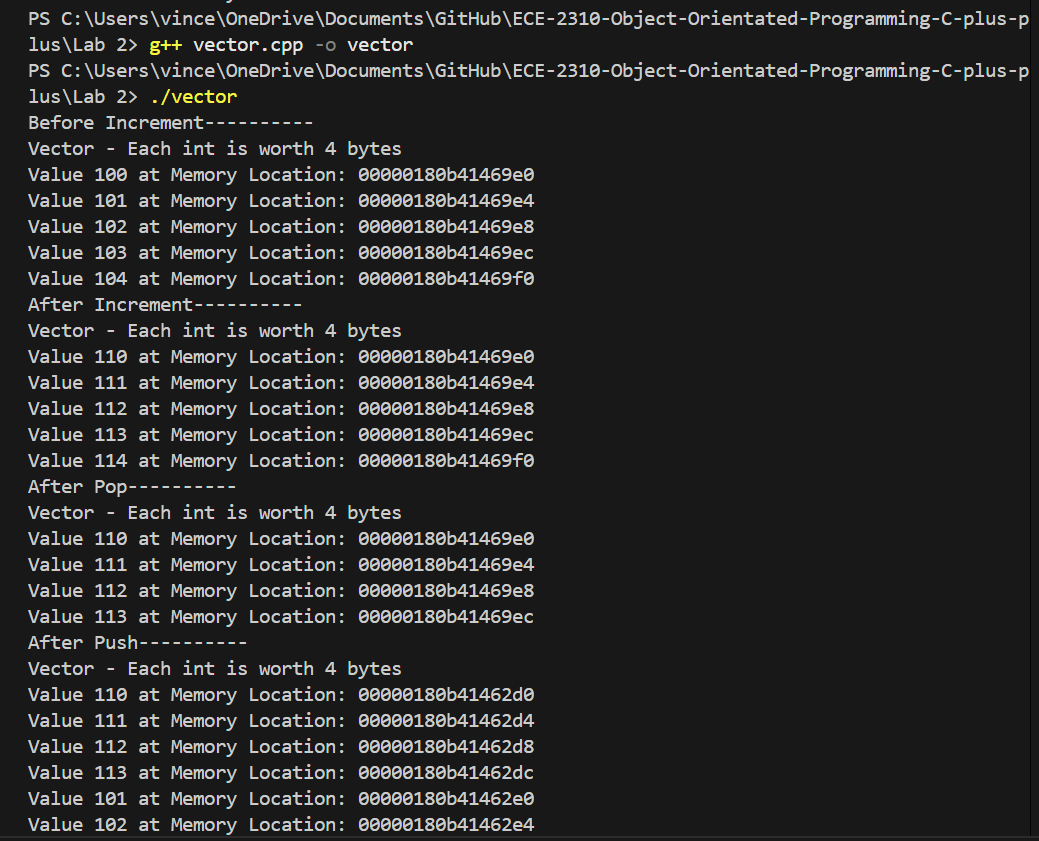 PS C:\Users\vince\OneDrive\Documents\GitHub\ECE-2310-Object-Orientated-Programming-C-plus-p
lus\Lab 2> g++ vector.cpp -o vector
PS C:\Users\vince\OneDrive\Documents\GitHub\ECE-2310-Object-Orientated-Programming-C-plus-p
lus\Lab 2> ./vector
Before Increment----------
Vector - Each int is worth 4 bytes
Value 100 at Memory Location: 00000180b41469e0
Value 101 at Memory Location: 00000180b41469e4
Value 102 at Memory Location: 00000180b41469e8
Value 103 at Memory Location: 00000180b41469ec
Value 104 at Memory Location: 00000180b41469f0
After Increment----------
Vector - Each int is worth 4 bytes
Value 110 at Memory Location: 00000180b41469e0
Value 111 at Memory Location: 00000180b41469e4
Value 112 at Memory Location: 00000180b41469e8
Value 113 at Memory Location: 00000180b41469ec
Value 114 at Memory Location: 00000180b41469f0
After Pop----------
Vector - Each int is worth 4 bytes
Value 110 at Memory Location: 00000180b41469e0
Value 111 at Memory Location: 00000180b41469e4
Value 112 at Memory Location: 00000180b41469e8
Value 113 at Memory Location: 00000180b41469ec
After Push----------
Vector - Each int is worth 4 bytes
Value 110 at Memory Location: 00000180b41462d0
Value 111 at Memory Location: 00000180b41462d4
Value 112 at Memory Location: 00000180b41462d8
Value 113 at Memory Location: 00000180b41462dc
Value 101 at Memory Location: 00000180b41462e0
Value 102 at Memory Location: 00000180b41462e4